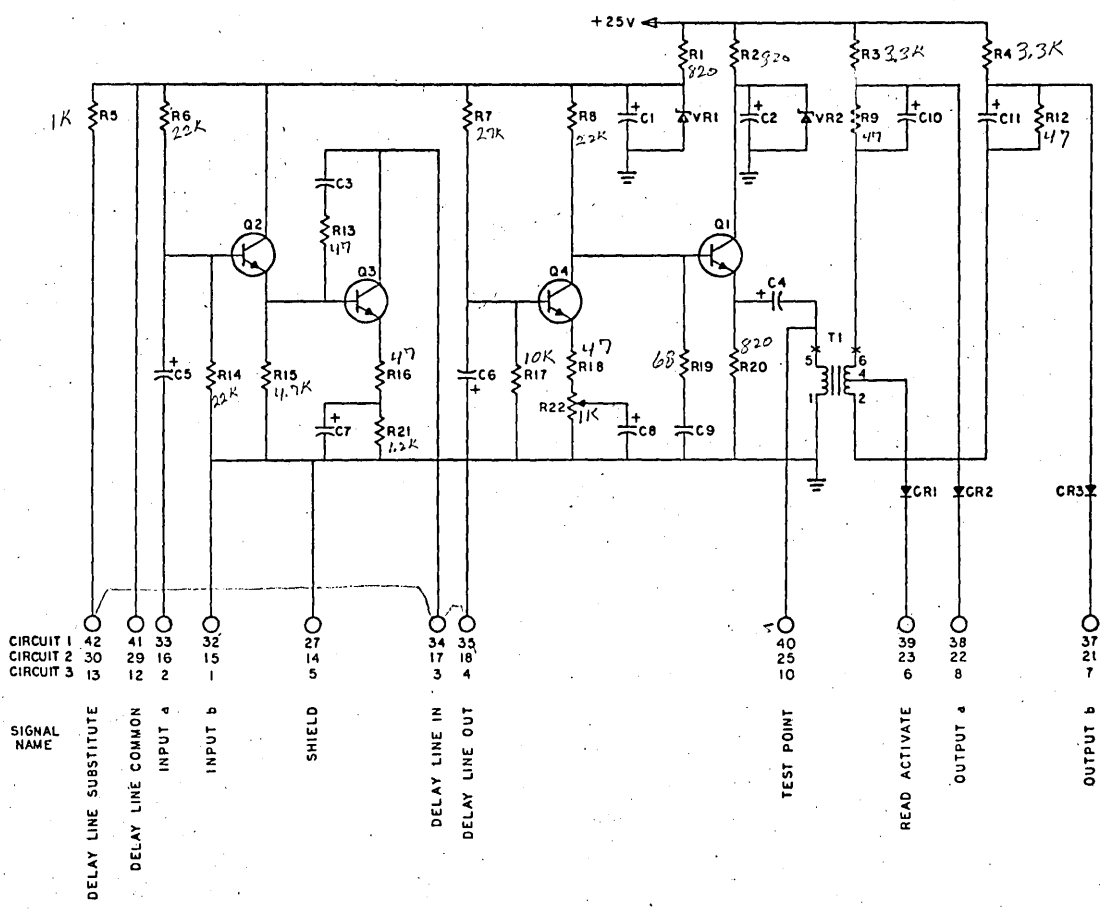 +25V
R1
820
R2 820
R3 3.3K
R4 3.3K
1K R5
R6
22K
R7
27K
R8
22K
+ C1
VR1
+ C2
VR2
R9
47
+ C10
+ C11
R12
47
C3
R13
47
Q2
Q3
Q4
Q1
+ C4
T1
5 6
4
1 2
+ C5
R14
22K
R15
4.7K
47
R16
C6
+
10K
R17
47
R18
68 R19
820
R20
R22
1K
+ C7
R21
1.2K
+ C8
C9
CR1
CR2
CR3
CIRCUIT 1 42 41 33 32 27 34 35 40 39 38 37
CIRCUIT 2 30 29 16 15 14 17 18 25 23 22 21
CIRCUIT 3 13 12 2 1 5 3 4 10 6 8 7
SIGNAL
NAME
DELAY LINE SUBSTITUTE
DELAY LINE COMMON
INPUT a
INPUT b
SHIELD
DELAY LINE IN
DELAY LINE OUT
TEST POINT
READ ACTIVATE
OUTPUT a
OUTPUT b